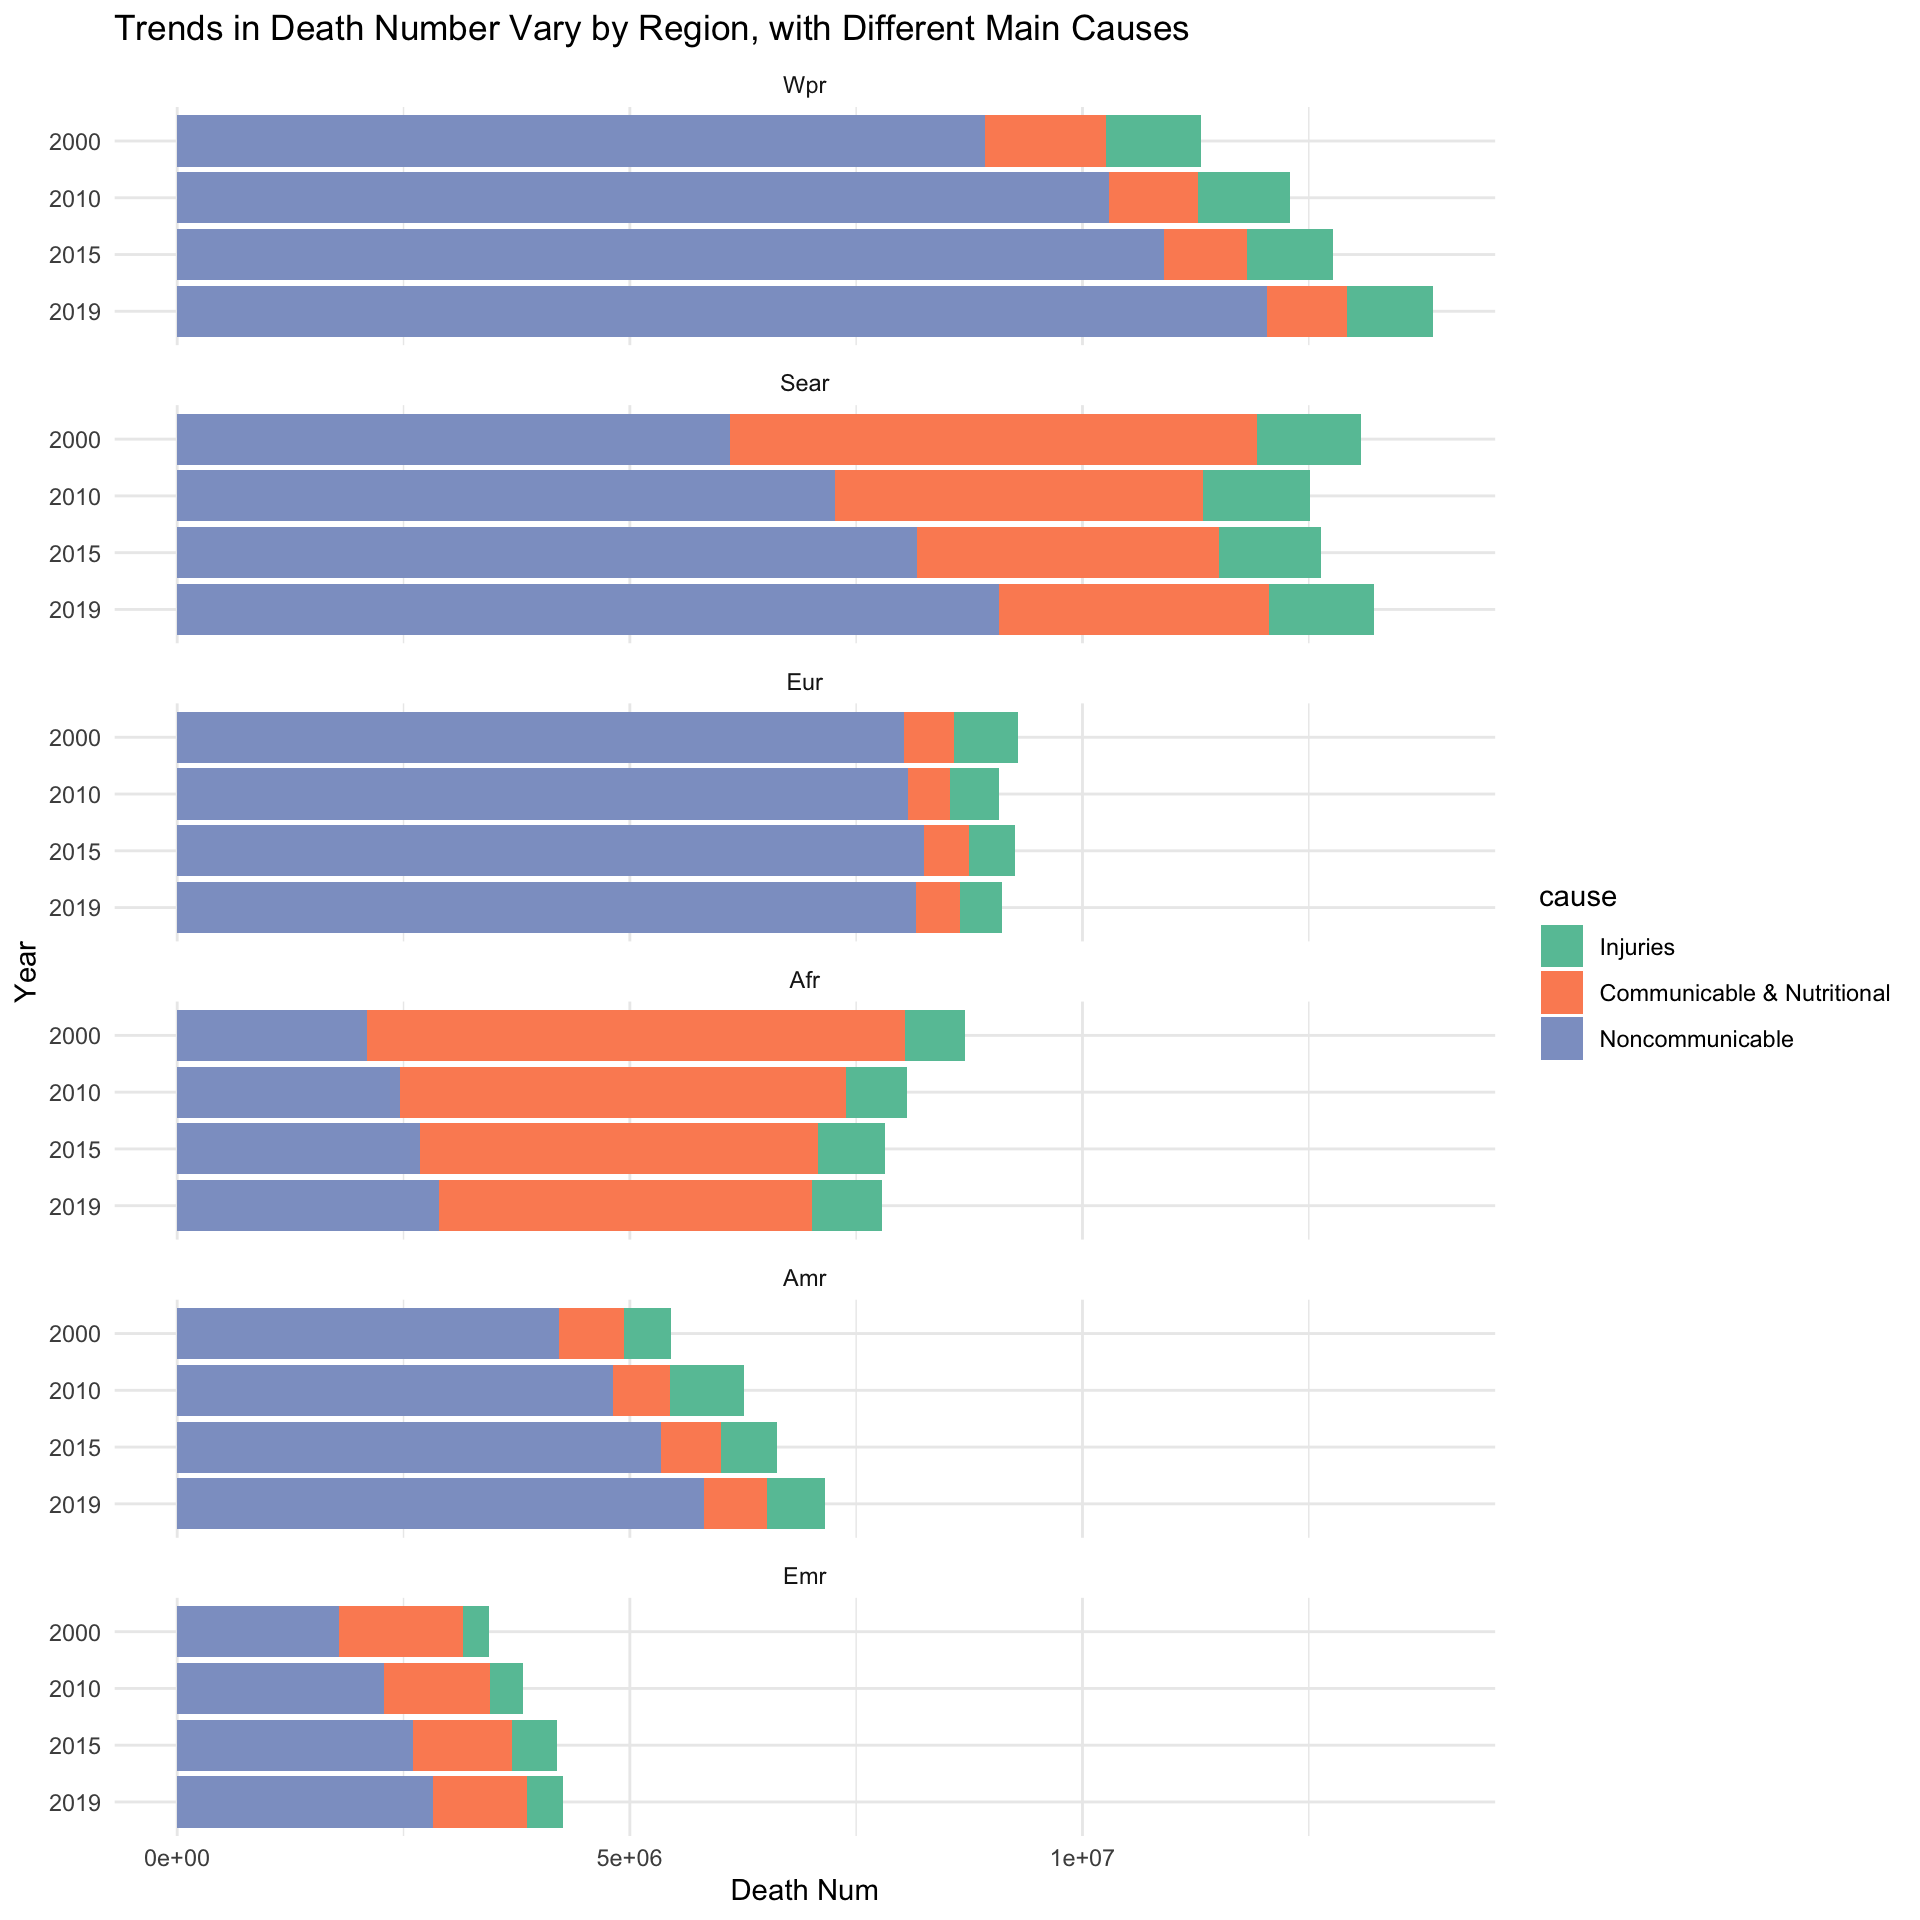 Trends in Death Number Vary by Region, with Different Main Causes
Wpr
2000
2010
2015
2019
Sear
2000
2010
2015
2019
Eur
2000
2010
2015
2019
Afr
2000
2010
2015
2019
Amr
2000
2010
2015
2019
Emr
2000
2010
2015
2019
0e+00 5e+06 1e+07
Death Num
Year
cause
Injuries
Communicable & Nutritional
Noncommunicable